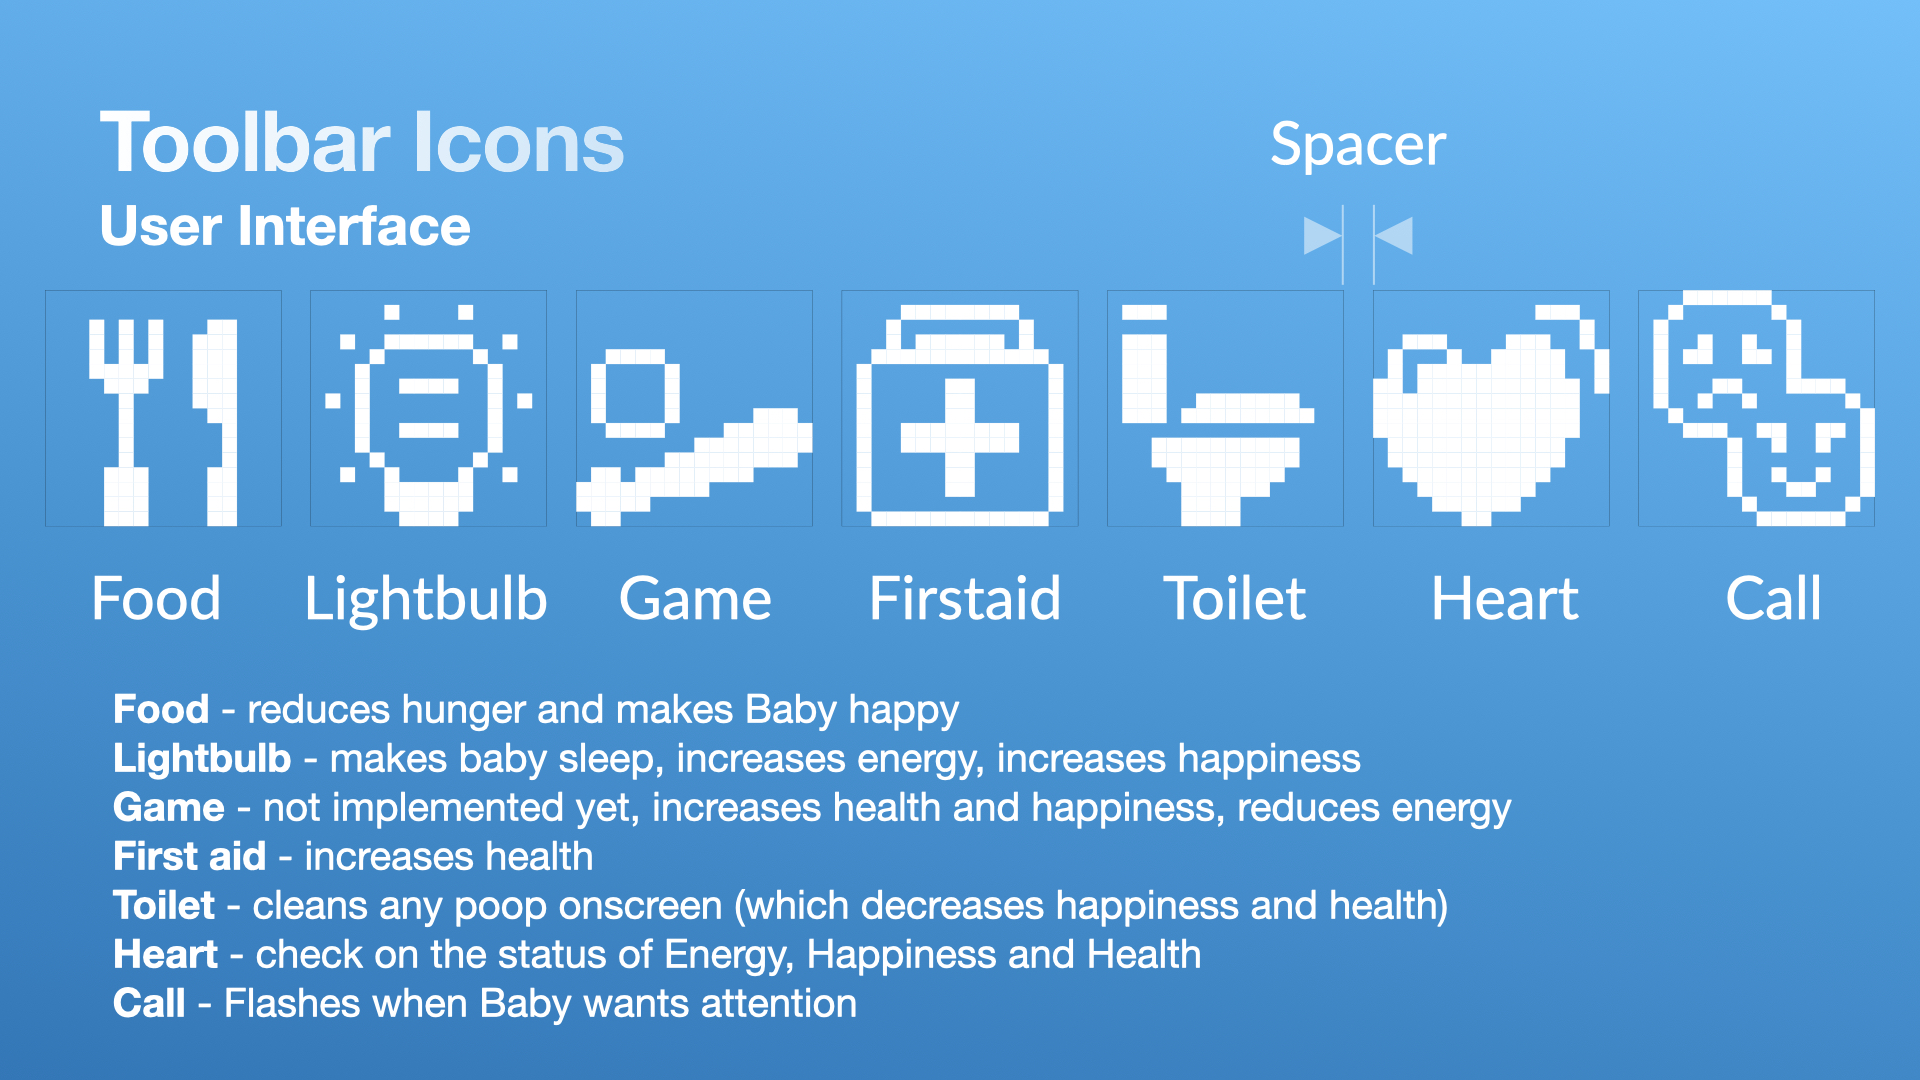 Toolbar Icons
User Interface
Spacer
Food
Lightbulb
Game
Firstaid
Toilet
Heart
Call
Food - reduces hunger and makes Baby happy
Lightbulb - makes baby sleep, increases energy, increases happiness
Game - not implemented yet, increases health and happiness, reduces energy
First aid - increases health
Toilet - cleans any poop onscreen (which decreases happiness and health)
Heart - check on the status of Energy, Happiness and Health
Call - Flashes when Baby wants attention